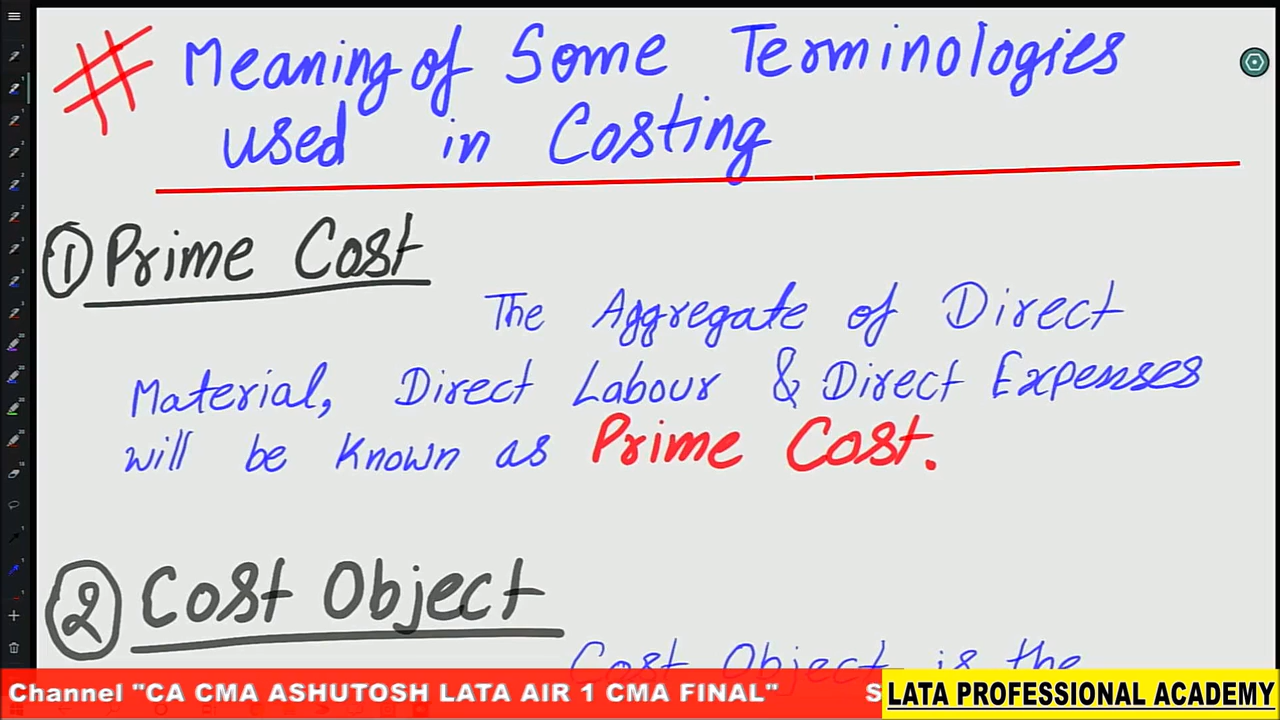 # Meaning of Some Terminologies
used in Costing
① Prime Cost
The Aggregate of Direct
Material, Direct Labour & Direct Expenses
will be known as Prime Cost.
② Cost Object
Cost Object is the
Channel "CA CMA ASHUTOSH LATA AIR 1 CMA FINAL" S
LATA PROFESSIONAL ACADEMY